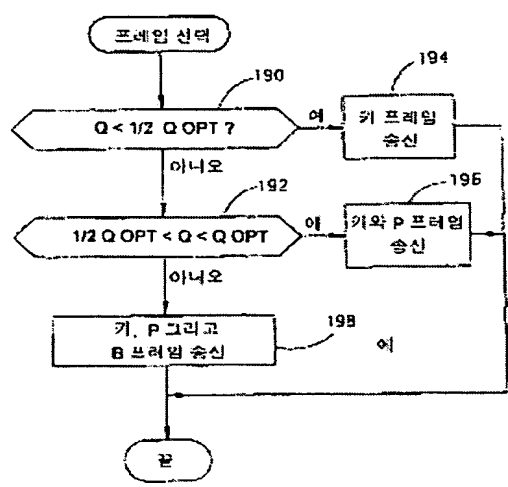 프레임 선택
190
194
Q < 1/2 Q OPT ?
예
키 프레임
송신
아니오
192
196
1/2 Q OPT < Q < Q OPT
예
키와 P 프레임
송신
아니오
키, P 그리고
B 프레임 송신
198
예
끝